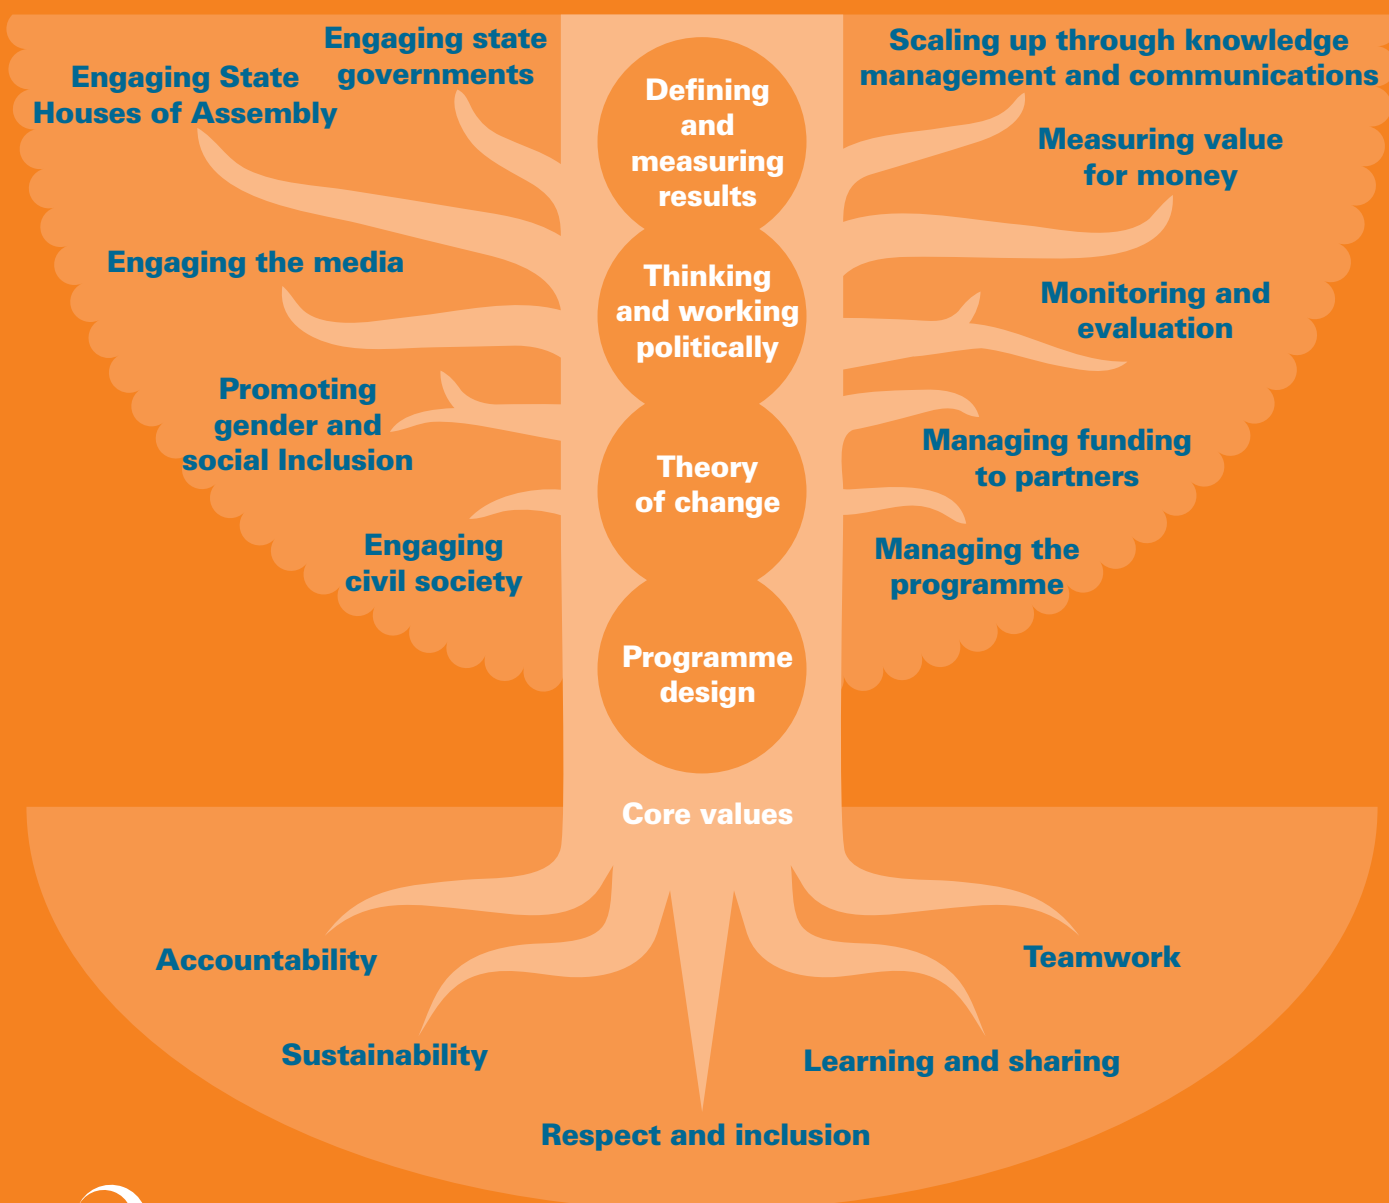 Engaging state
governments
Engaging State
Houses of Assembly
Engaging the media
Promoting
gender and
social Inclusion
Engaging
civil society
Defining
and
measuring
results
Thinking
and working
politically
Theory
of change
Programme
design
Core values
Scaling up through knowledge
management and communications
Measuring value
for money
Monitoring and
evaluation
Managing funding
to partners
Managing the
programme
Accountability
Sustainability
Respect and inclusion
Learning and sharing
Teamwork